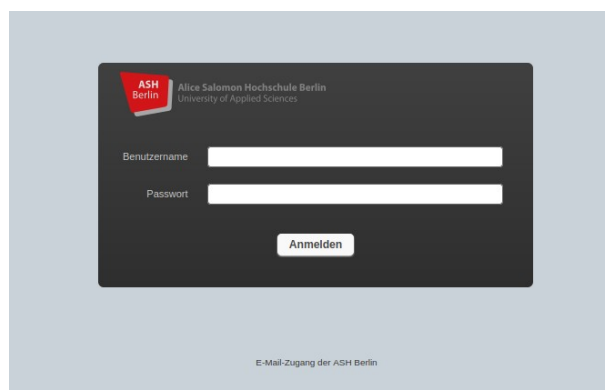 ASH
Berlin
Alice Salomon Hochschule Berlin
University of Applied Sciences
Benutzername
Passwort
Anmelden
E-Mail-Zugang der ASH Berlin